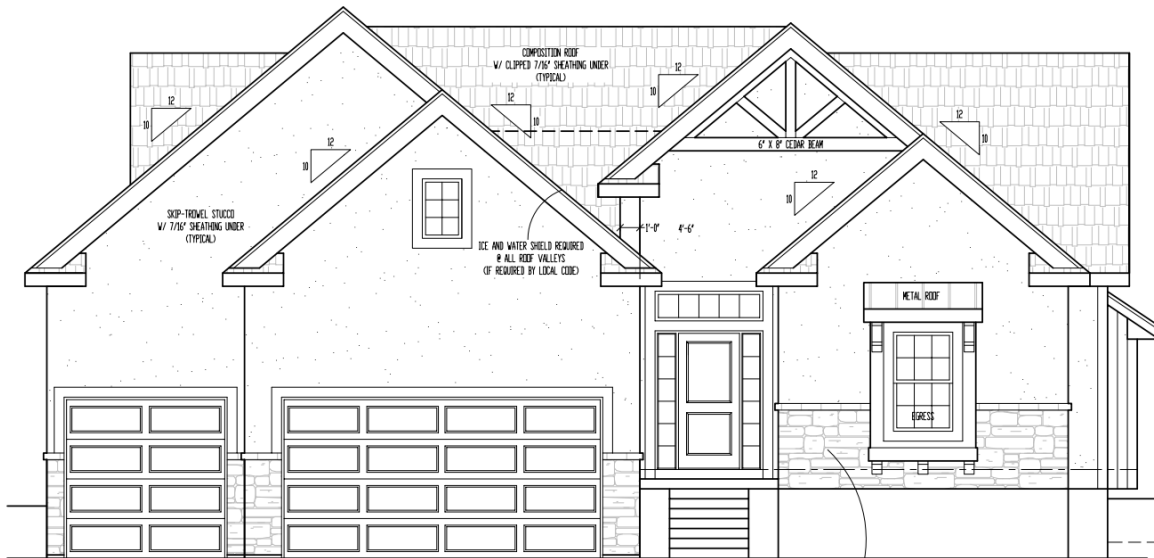 COMPOSITION ROOF
W/ CLIPPED 7/16" SHEATHING UNDER
(TYPICAL)
12
10
12
10
12
10
12
10
12
10
6" X 8" CEDAR BEAM
12
10
SKIP-TROWEL STUCCO
W/ 7/16" SHEATHING UNDER
(TYPICAL)
1'-0"
4'-6"
ICE AND WATER SHIELD REQUIRED
@ ALL ROOF VALLEYS
(IF REQUIRED BY LOCAL CODE)
METAL ROOF
EGRESS